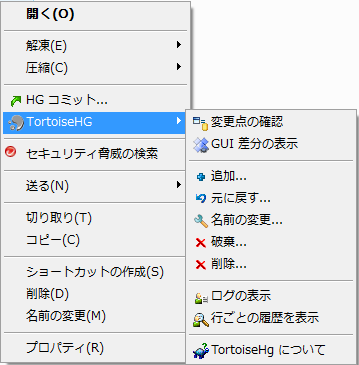 開く(O)
解凍(E)
圧縮(C)
HG コミット...
TortoiseHG
セキュリティ脅威の検索
送る(N)
切り取り(T)
コピー(C)
ショートカットの作成(S)
削除(D)
名前の変更(M)
プロパティ(R)
変更点の確認
GUI 差分の表示
追加...
元に戻す...
名前の変更...
破棄...
削除...
ログの表示
行ごとの履歴を表示
TortoiseHg について